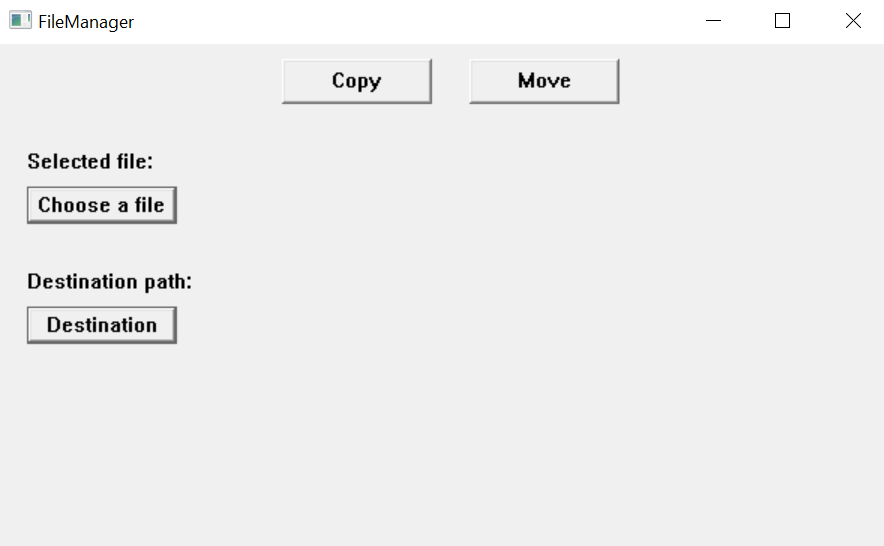 FileManager
Copy Move
Selected file:
Choose a file
Destination path:
Destination